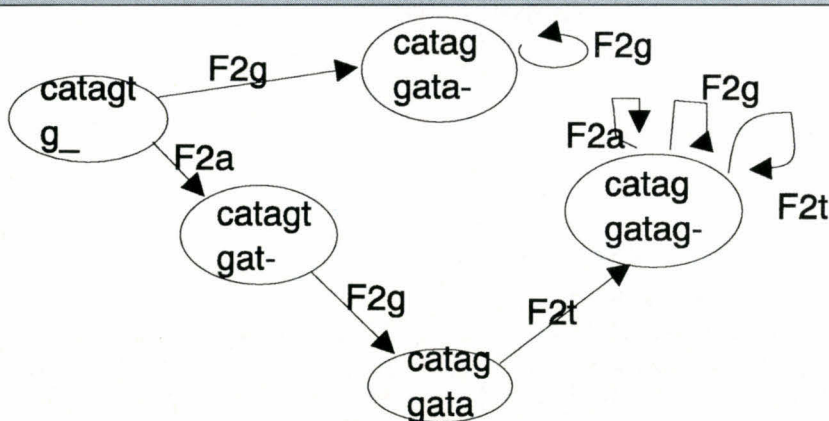 catag
gata-
F2g
F2g
catagt
g_
F2g
F2a
F2a
catag
gatag-
F2t
catagt
gat-
F2g
F2t
catag
gata